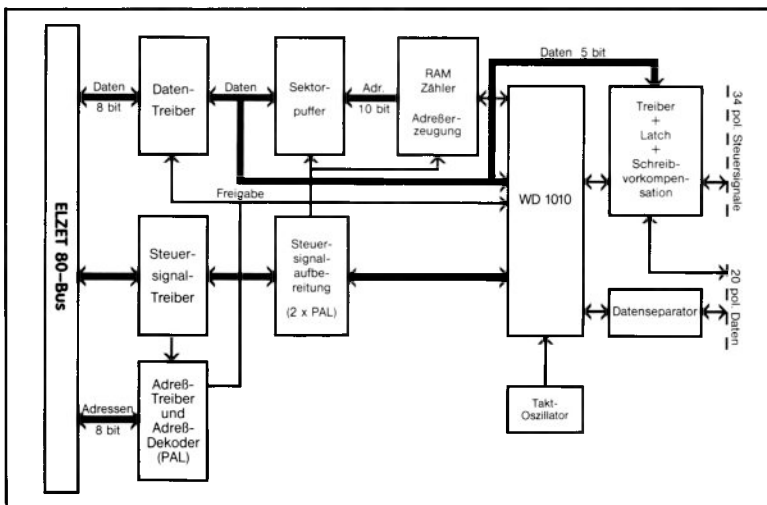 ELZET 80-Bus
Daten
8 bit
Daten-
Treiber
Daten
Sektor-
puffer
Adr.
10 bit
RAM
Zähler
Adreßer-
zeugung
Daten 5 bit
Treiber
+
Latch
+
Schreib-
vorkompen-
sation
34 pol. Steuersignale
Freigabe
WD 1010
Steuer-
signal-
Treiber
Steuer-
signal-
aufbe-
reitung
(2 x PAL)
20 pol. Daten
Datenseparator
Adressen
8 bit
Adreß-
Treiber
und
Adreß-
Dekoder
(PAL)
Takt-
Oszillator